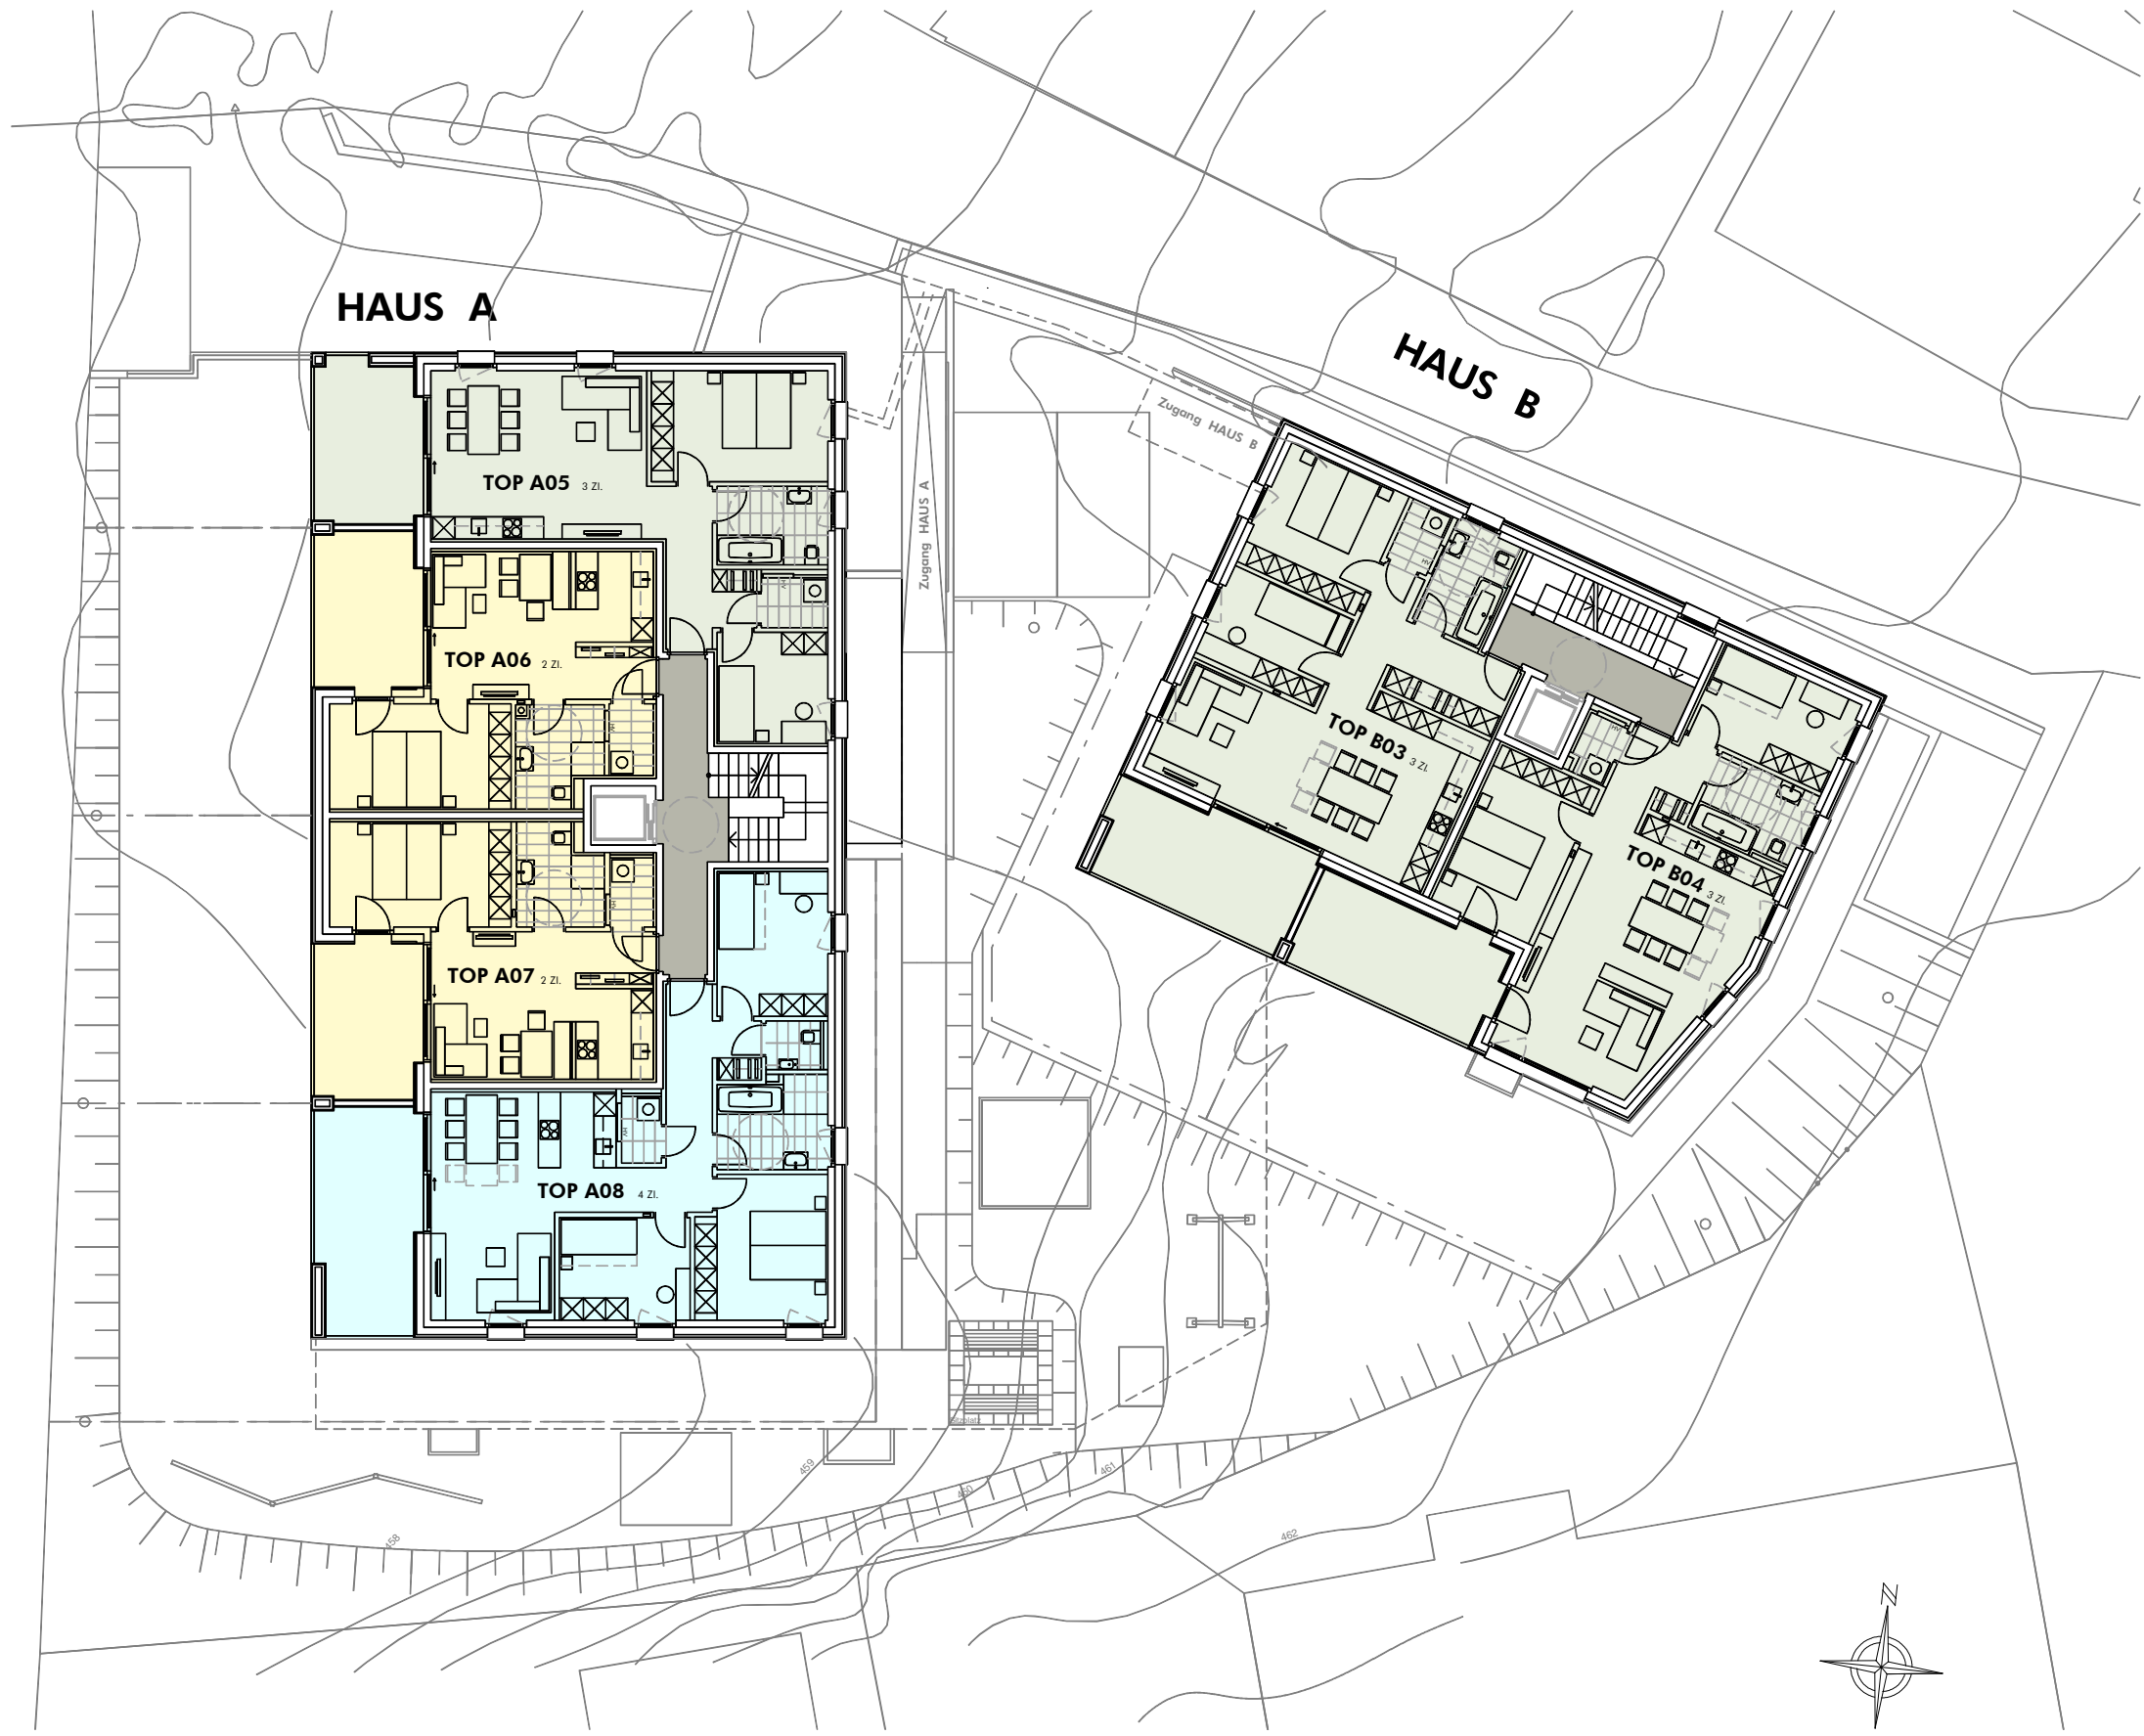 HAUS A
HAUS B
Zugang HAUS B
Zugang HAUS A
TOP A05 3 ZI.
TOP A06 2 ZI.
TOP A07 2 ZI.
TOP A08 4 ZI.
TOP B03 3 ZI.
TOP B04 3 ZI.
Sitzplatz
458
459
460
461
462
N